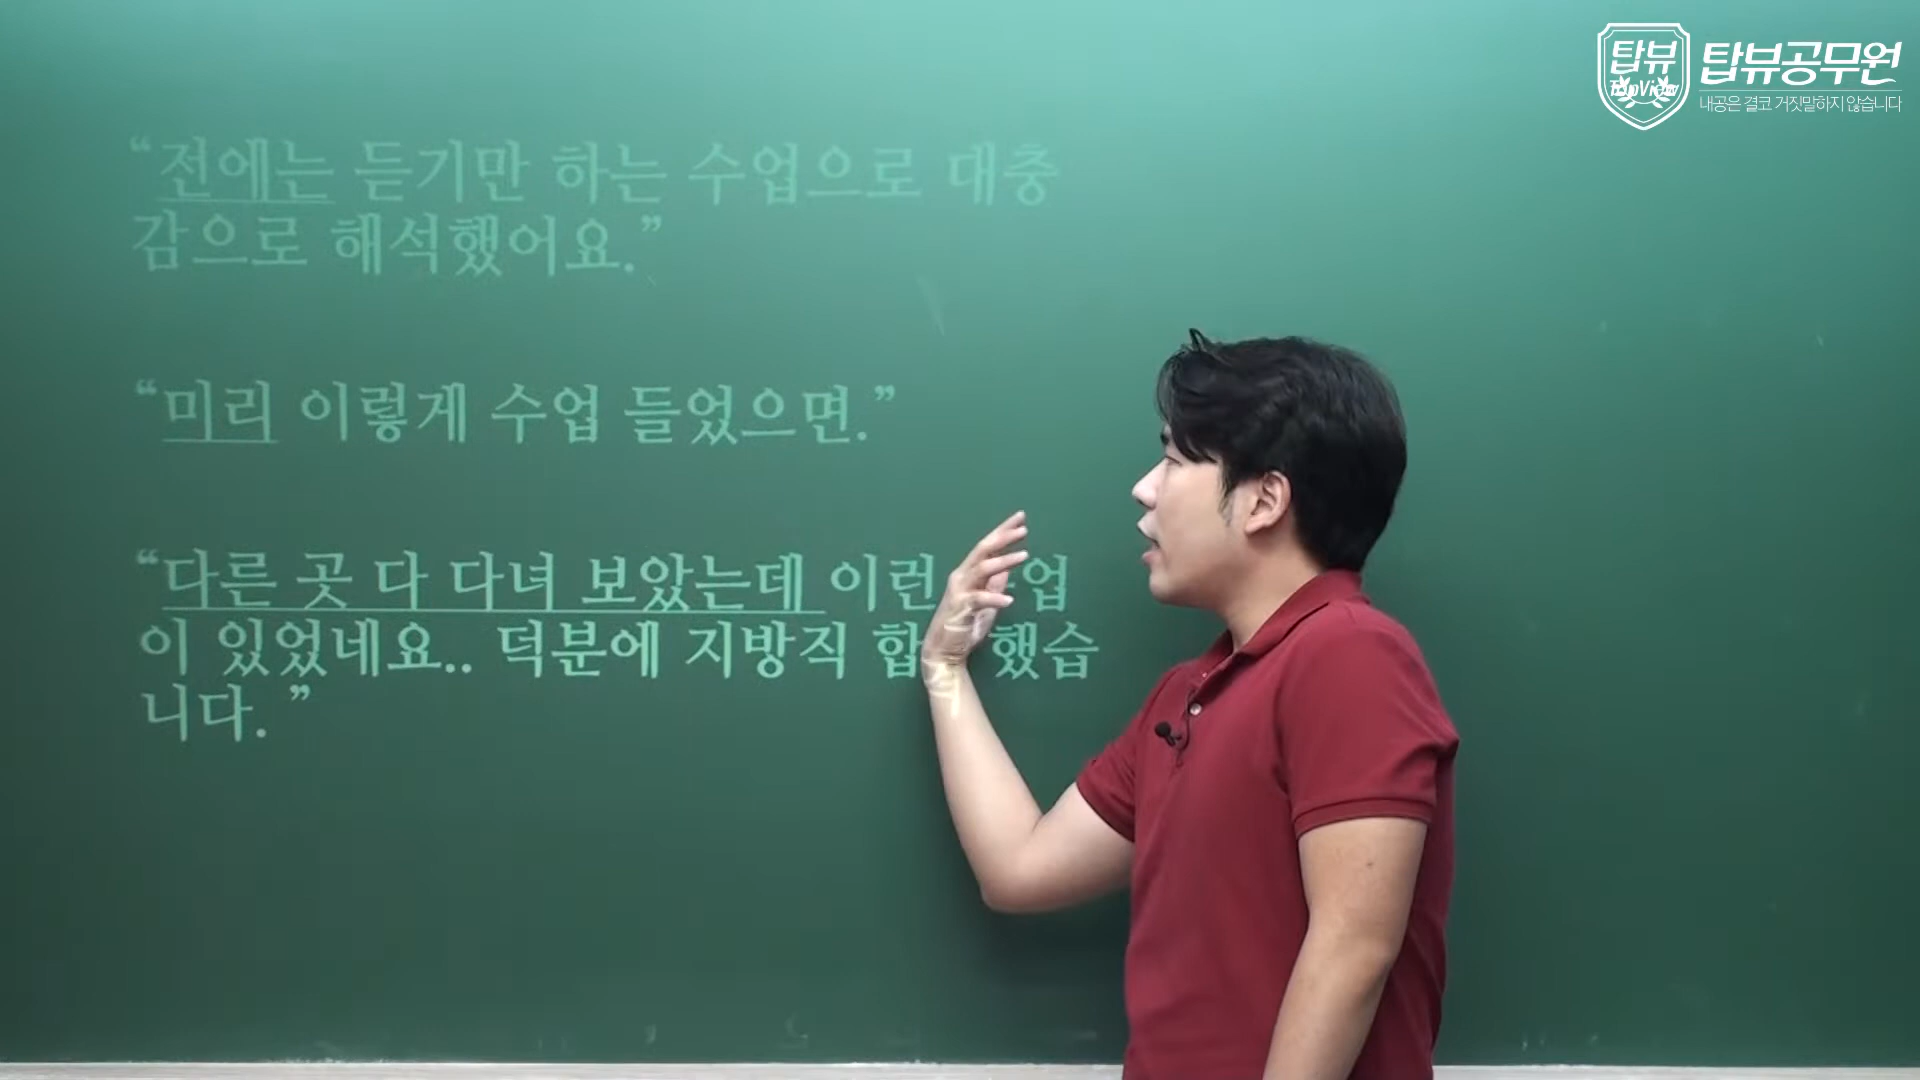 탑뷰
TopView
탑뷰공무원
내공은 결코 거짓말하지 않습니다
“전에는 듣기만 하는 수업으로 대충
감으로 해석했어요.”
“미리 이렇게 수업 들었으면.”
“다른 곳 다 다녀 보았는데 이런
이 있었네요.. 덕분에 지방직
니다. ”